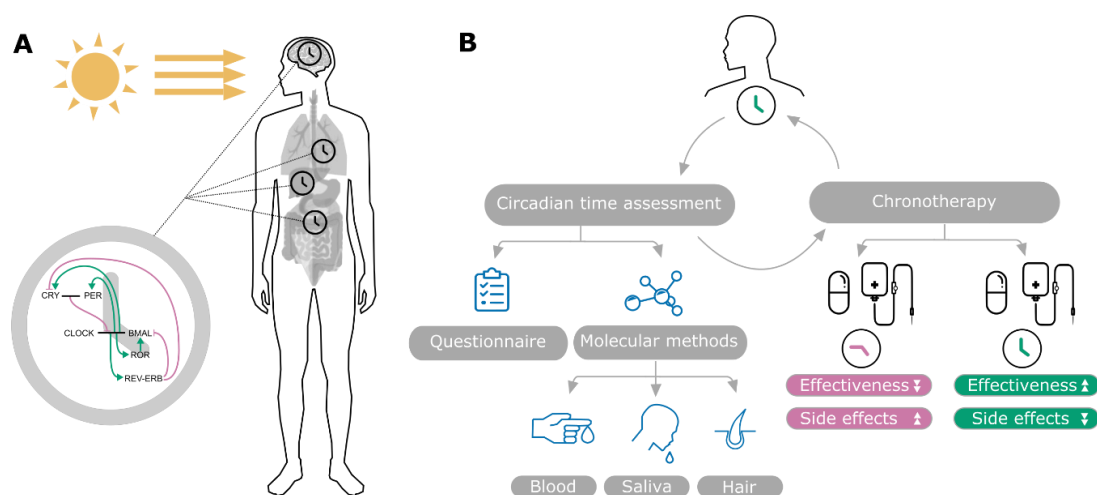 A
CRY
PER
CLOCK
BMAL
ROR
REV-ERB
B
Circadian time assessment
Chronotherapy
Questionnaire
Molecular methods
Effectiveness
Effectiveness
Side effects
Side effects
Blood
Saliva
Hair